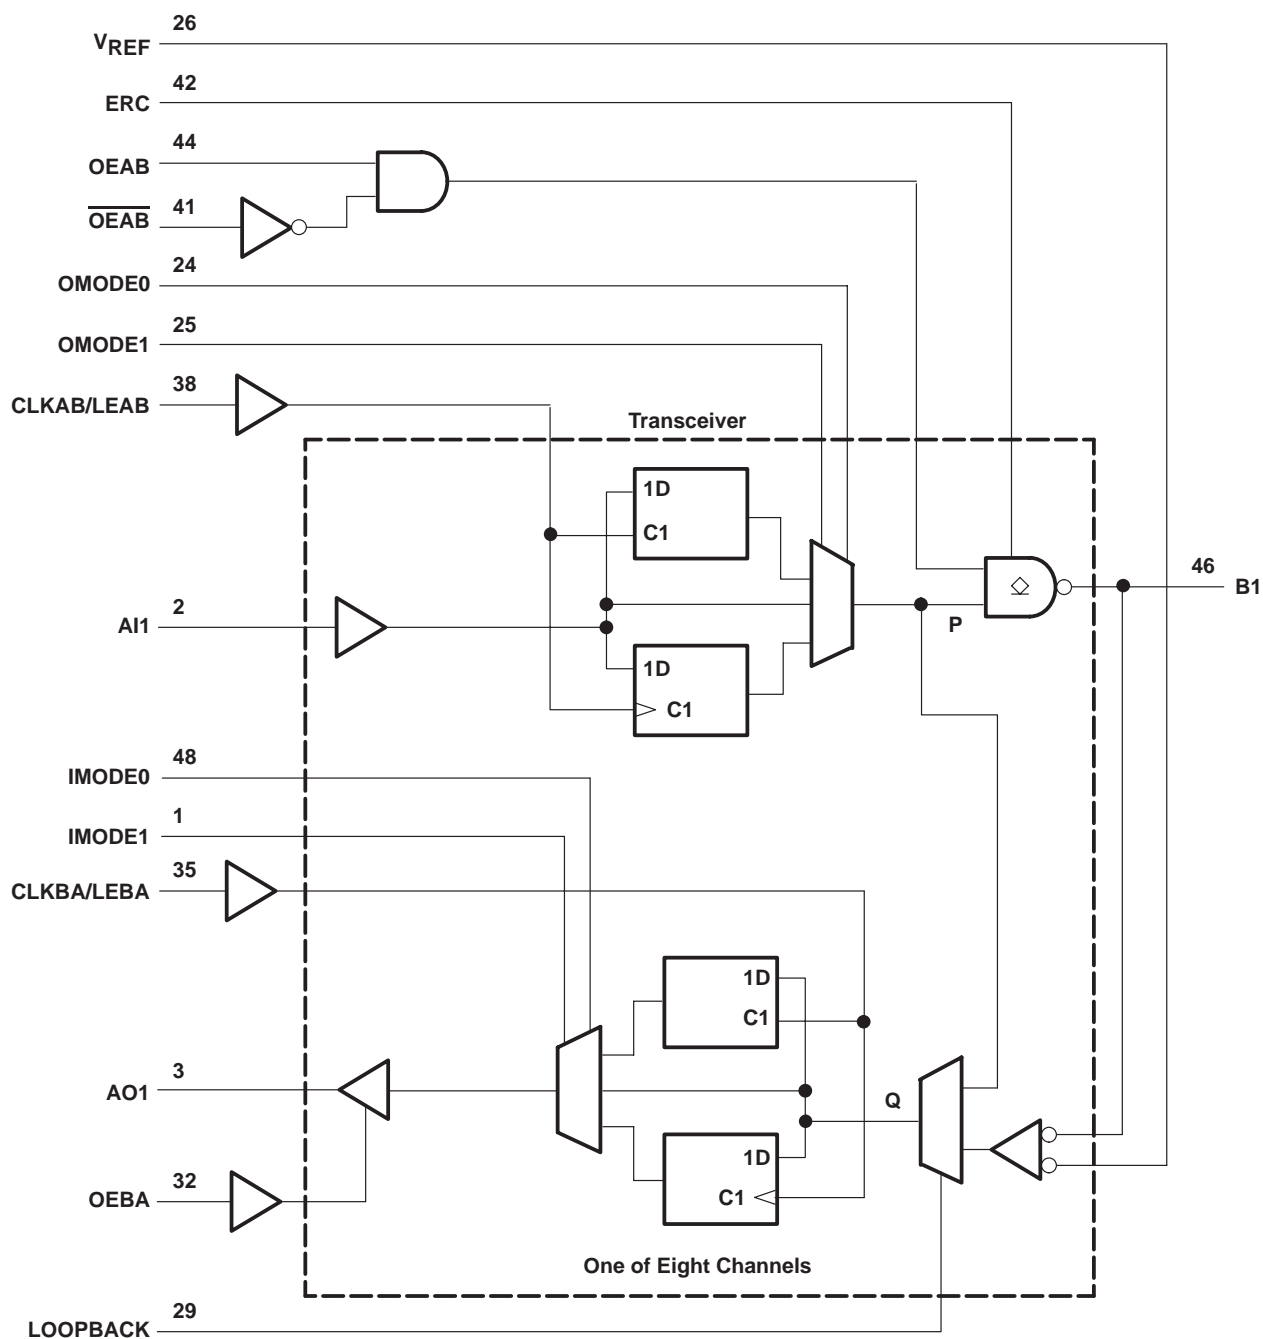 26
VREF
42
ERC
44
OEAB
41
OEAB
24
OMODE0
25
OMODE1
38
CLKAB/LEAB
Transceiver
1D
C1
2
AI1
46
B1
P
1D
C1
48
IMODE0
1
IMODE1
35
CLKBA/LEBA
1D
C1
3
AO1
Q
1D
C1
32
OEBA
One of Eight Channels
29
LOOPBACK